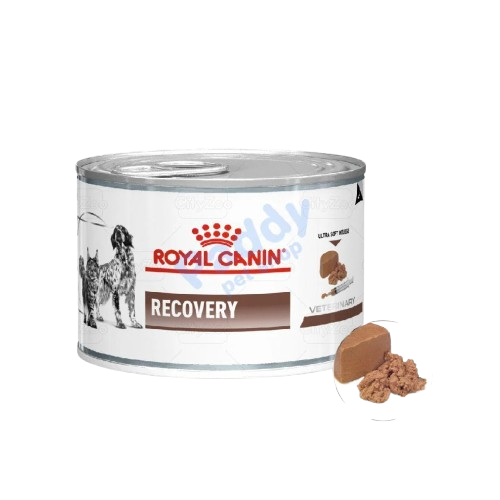 ROYAL CANIN
RECOVERY
ULTRA SOFT MOUSSE
VETERINARY
Paddy
pet shop